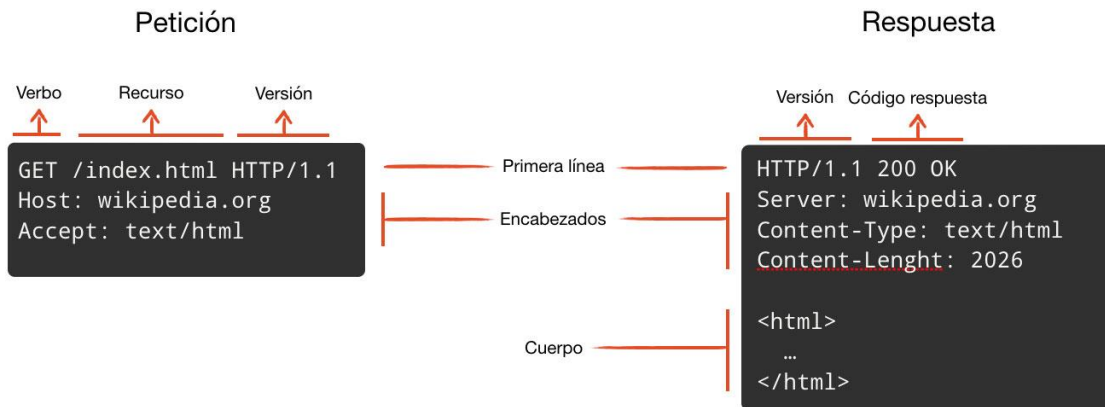 Petición
Respuesta
Verbo
Recurso
Versión
Versión
Código respuesta
GET /index.html HTTP/1.1
Host: wikipedia.org
Accept: text/html
Primera línea
Encabezados
Cuerpo
HTTP/1.1 200 OK
Server: wikipedia.org
Content-Type: text/html
Content-Lenght: 2026
<html>
…
</html>